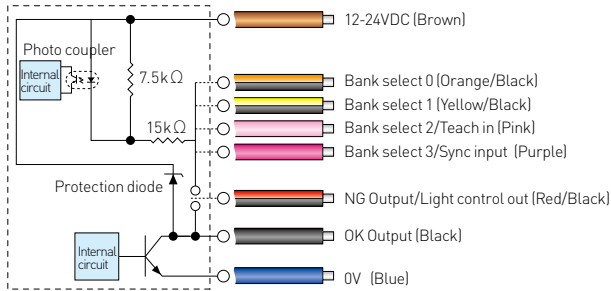 12-24VDC (Brown)
Photo coupler
Internal
circuit
7.5kΩ
Bank select 0 (Orange/Black)
Bank select 1 (Yellow/Black)
15kΩ
Bank select 2/Teach in (Pink)
Bank select 3/Sync input (Purple)
Protection diode
NG Output/Light control out (Red/Black)
OK Output (Black)
Internal
circuit
0V (Blue)